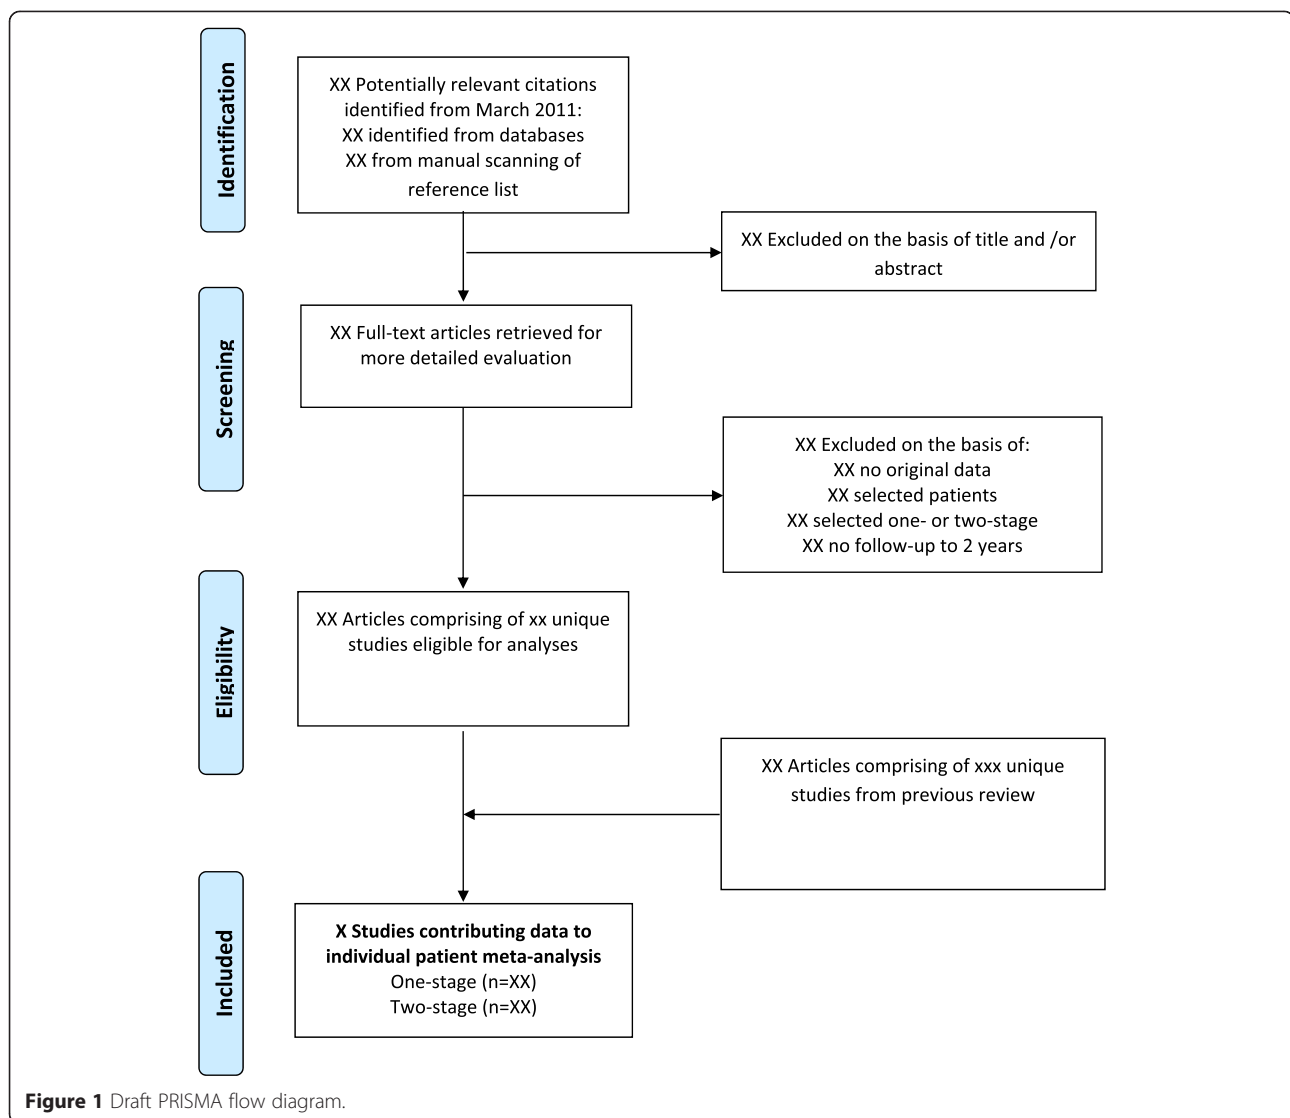 Identification
XX Potentially relevant citations
identified from March 2011:
XX identified from databases
XX from manual scanning of
reference list
XX Excluded on the basis of title and /or
abstract
Screening
XX Full-text articles retrieved for
more detailed evaluation
XX Excluded on the basis of:
XX no original data
XX selected patients
XX selected one- or two-stage
XX no follow-up to 2 years
Eligibility
XX Articles comprising of xx unique
studies eligible for analyses
XX Articles comprising of xxx unique
studies from previous review
Included
X Studies contributing data to
individual patient meta-analysis
One-stage (n=XX)
Two-stage (n=XX)
Figure 1 Draft PRISMA flow diagram.